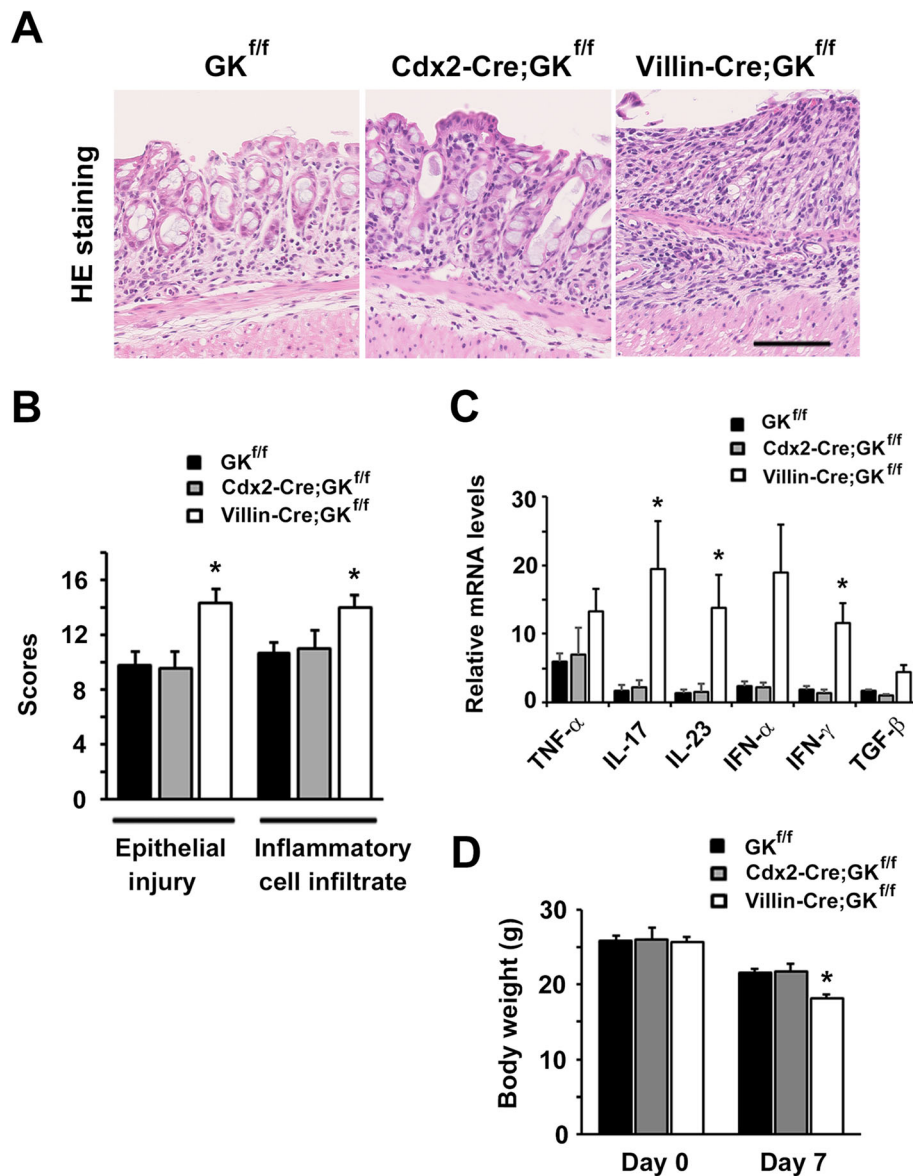 A
GK^f/f
Cdx2-Cre;GK^f/f
Villin-Cre;GK^f/f
HE staining
B
GK^f/f
Cdx2-Cre;GK^f/f
Villin-Cre;GK^f/f
Scores
16
12
8
4
0
*
*
Epithelial injury
Inflammatory cell infiltrate
C
GK^f/f
Cdx2-Cre;GK^f/f
Villin-Cre;GK^f/f
Relative mRNA levels
30
20
10
0
*
*
*
TNF-α
IL-17
IL-23
IFN-α
IFN-γ
TGF-β
D
GK^f/f
Cdx2-Cre;GK^f/f
Villin-Cre;GK^f/f
Body weight (g)
30
20
10
0
*
Day 0
Day 7